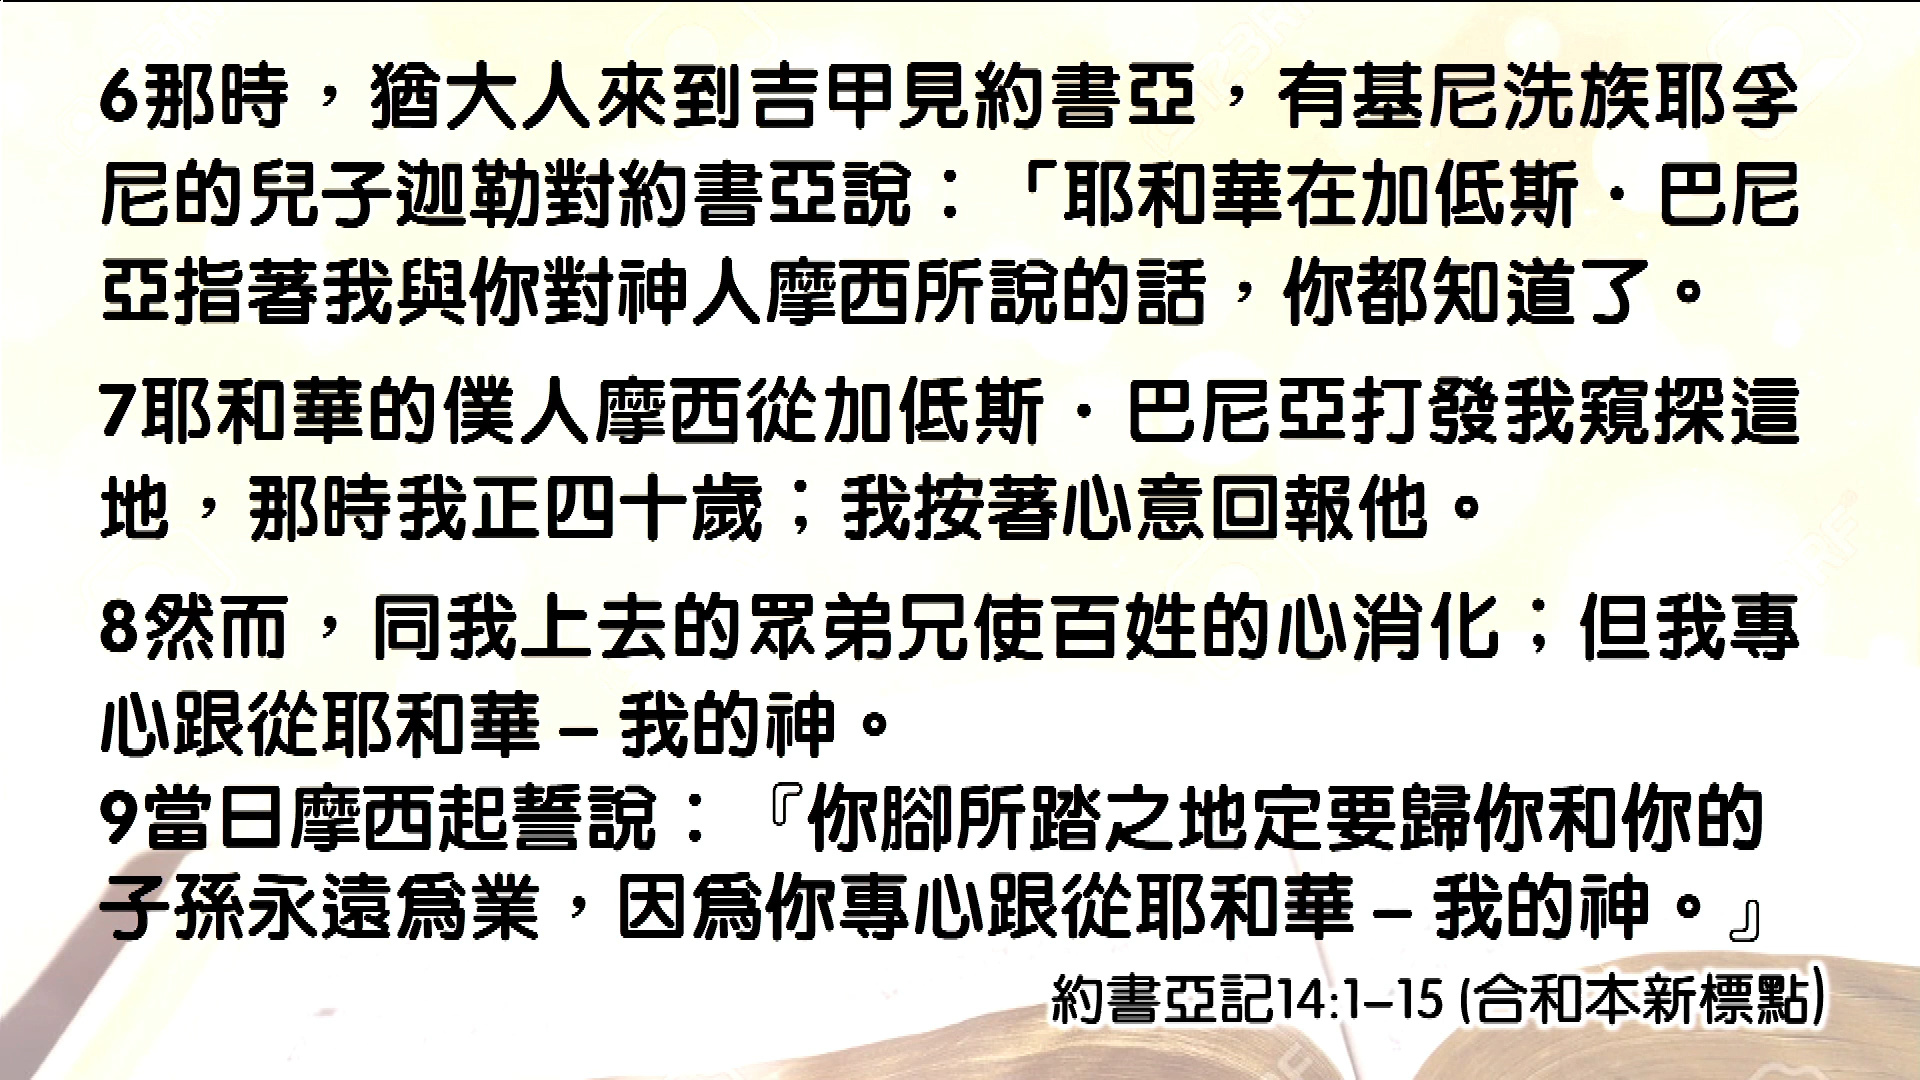 6那時，猶大人來到吉甲見約書亞，有基尼洗族耶孚
尼的兒子迦勒對約書亞說：「耶和華在加低斯．巴尼
亞指著我與你對神人摩西所說的話，你都知道了。
7耶和華的僕人摩西從加低斯．巴尼亞打發我窺探這
地，那時我正四十歲；我按著心意回報他。
8然而，同我上去的眾弟兄使百姓的心消化；但我專
心跟從耶和華－我的神。
9當日摩西起誓說：『你腳所踏之地定要歸你和你的
子孫永遠為業，因為你專心跟從耶和華－我的神。』
約書亞記14:1–15 (合和本新標點)